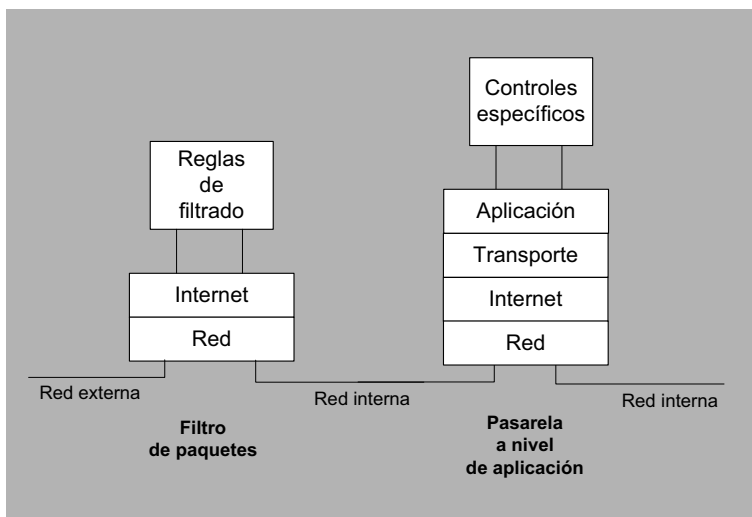 Controles
específicos
Reglas
de
filtrado
Aplicación
Transporte
Internet
Red
Internet
Red
Red externa
Red interna
Red interna
Filtro
de paquetes
Pasarela
a nivel
de aplicación